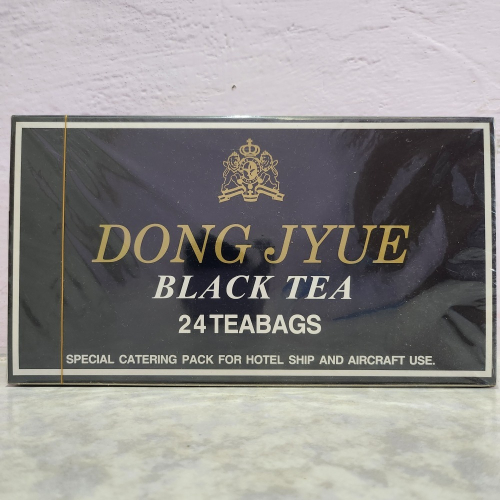 DONG JYUE
BLACK TEA
24 TEABAGS
SPECIAL CATERING PACK FOR HOTEL SHIP AND AIRCRAFT USE.